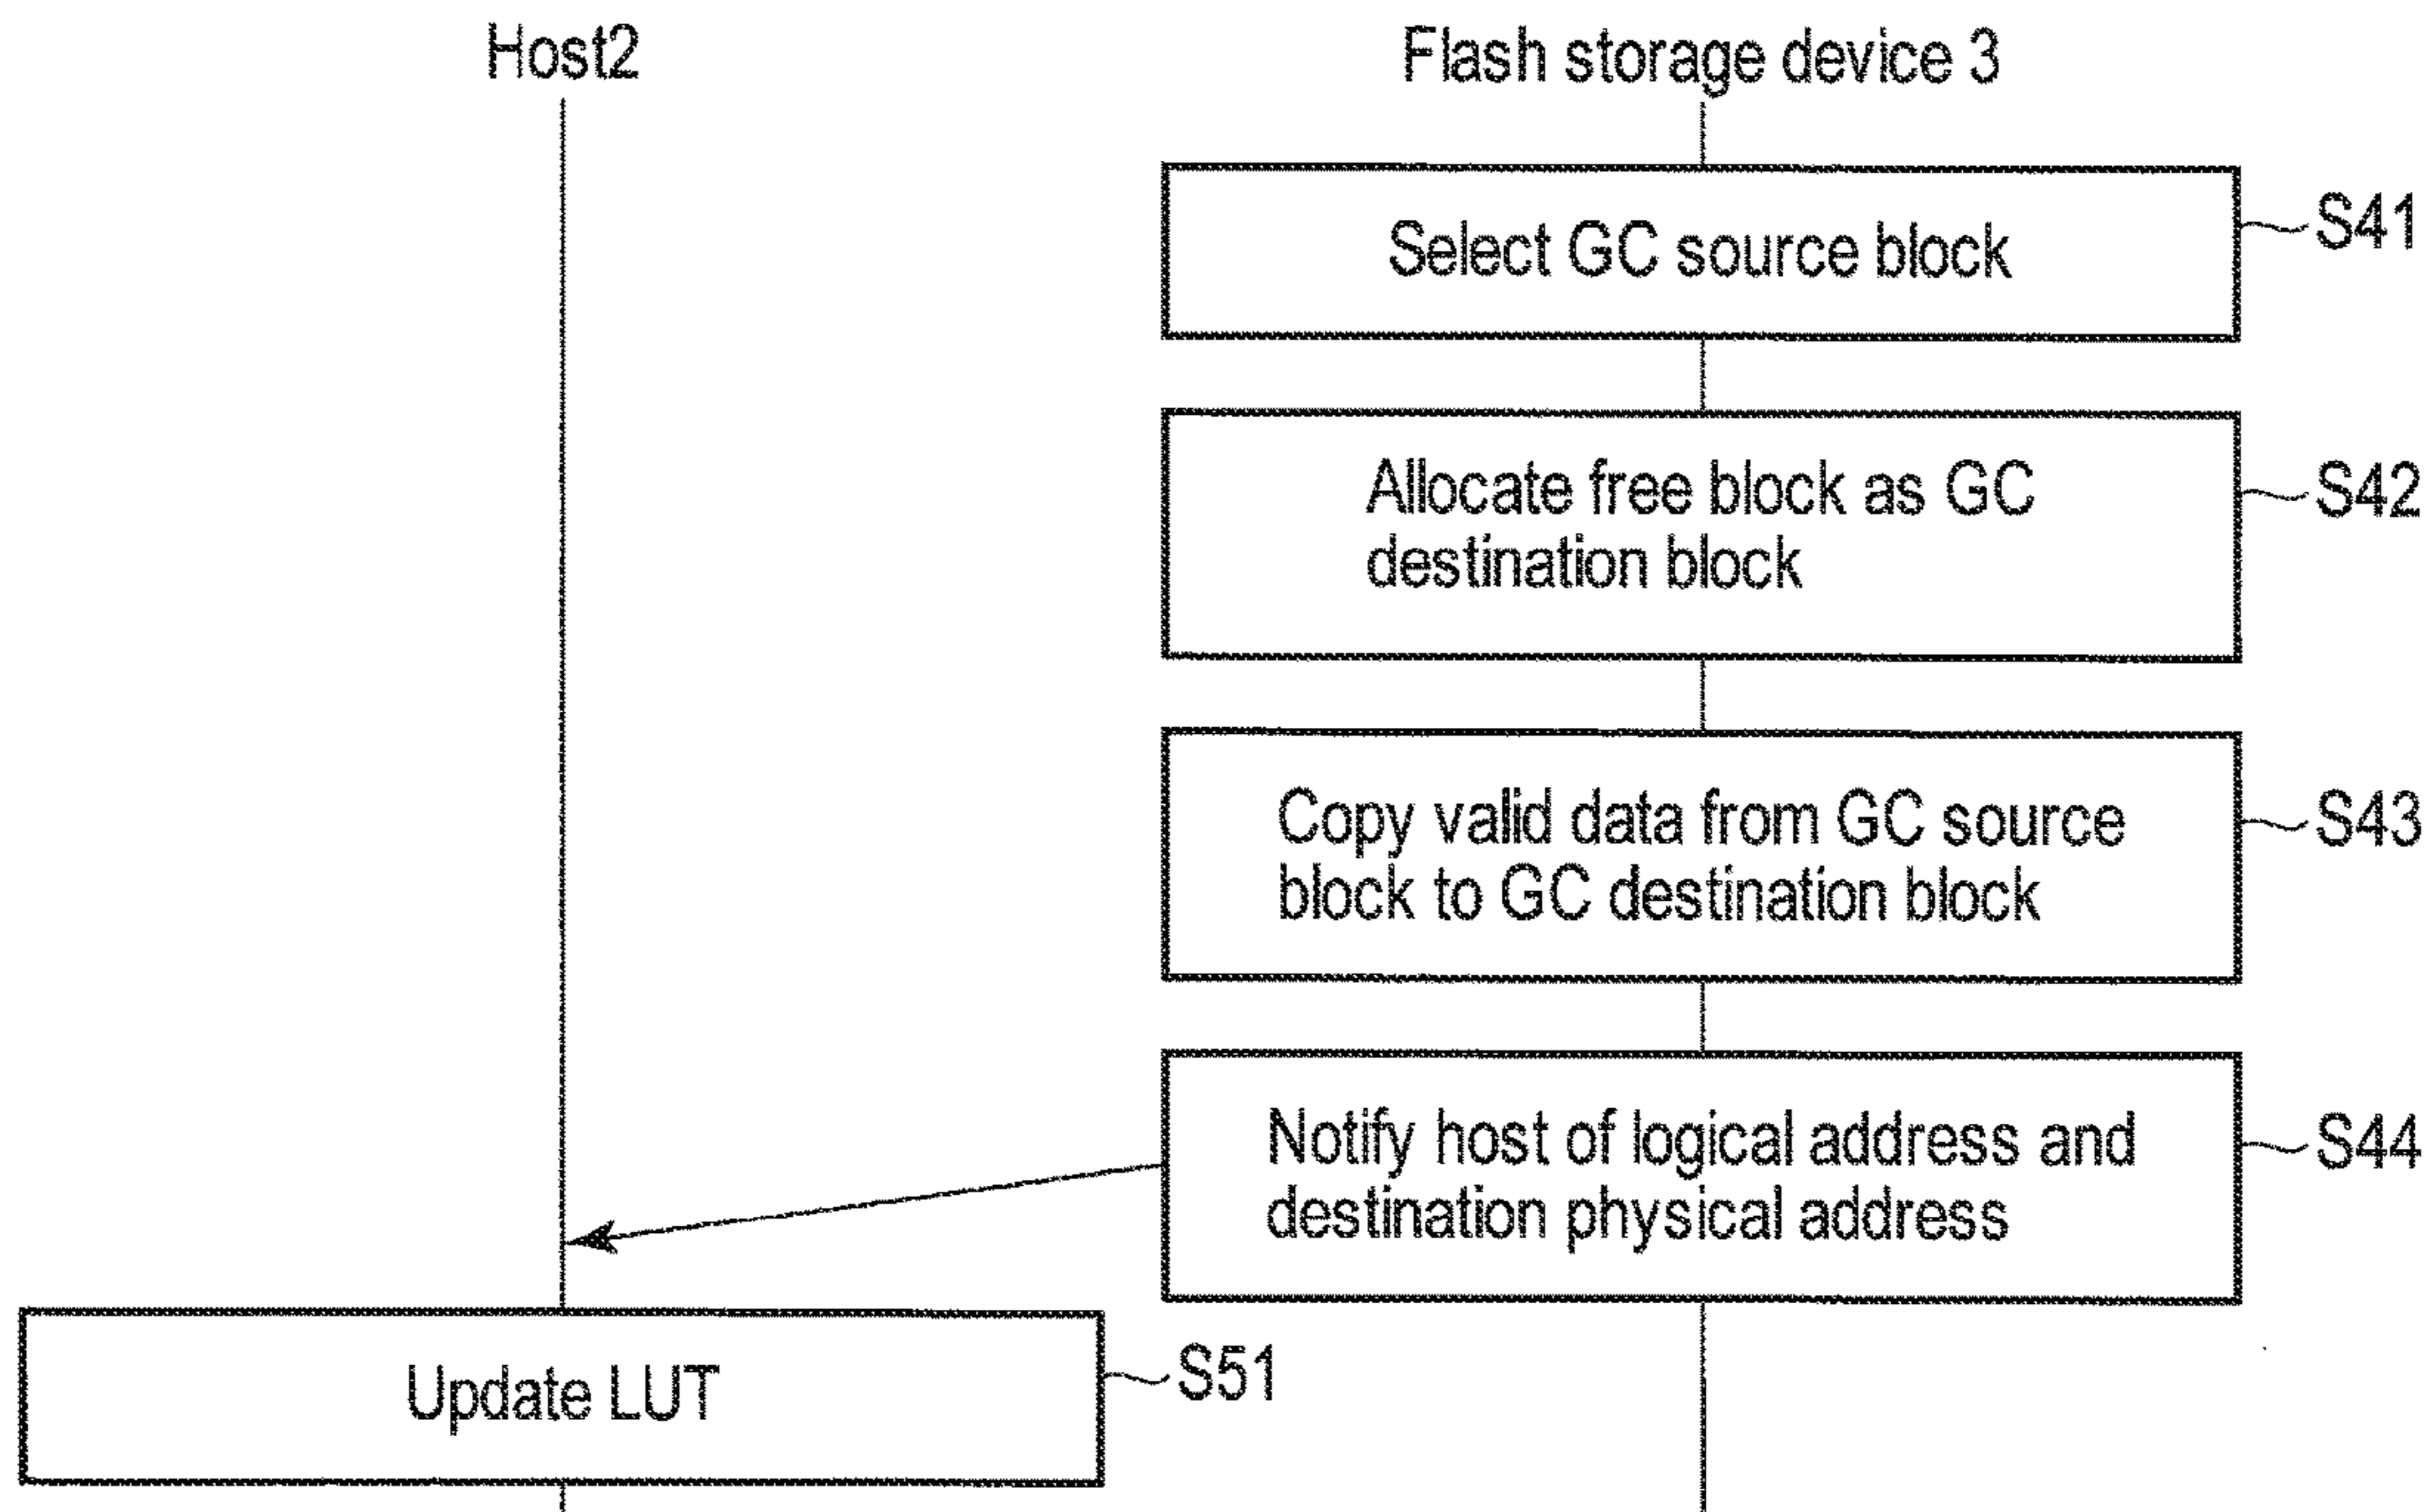 Host2
Flash storage device 3
Select GC source block
S41
Allocate free block as GC
destination block
S42
Copy valid data from GC source
block to GC destination block
S43
Notify host of logical address and
destination physical address
S44
Update LUT
S51